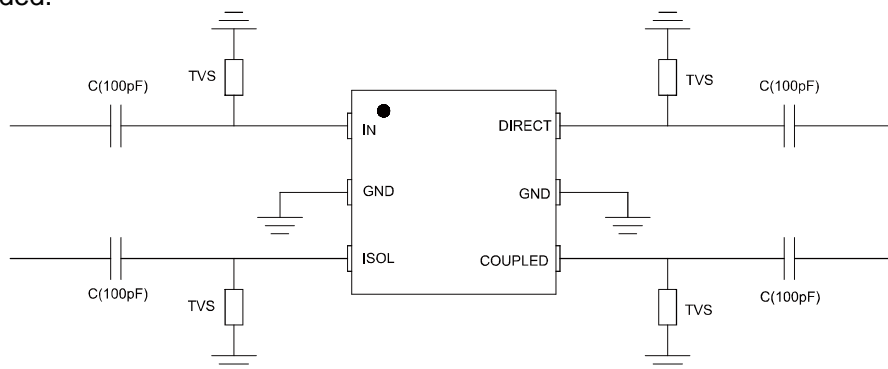 TVS
TVS
C(100pF)
C(100pF)
IN
DIRECT
GND
GND
ISOL
COUPLED
C(100pF)
TVS
TVS
C(100pF)